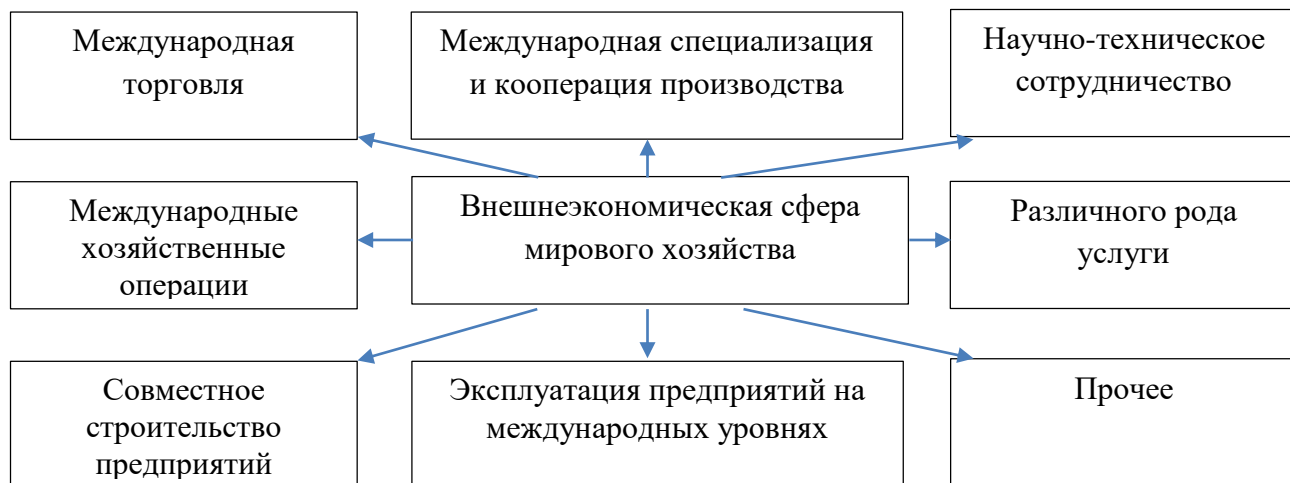 Международная
торговля
Международная специализация
и кооперация производства
Научно-техническое
сотрудничество
Международные
хозяйственные
операции
Внешнеэкономическая сфера
мирового хозяйства
Различного рода
услуги
Совместное
строительство
предприятий
Эксплуатация предприятий на
международных уровнях
Прочее